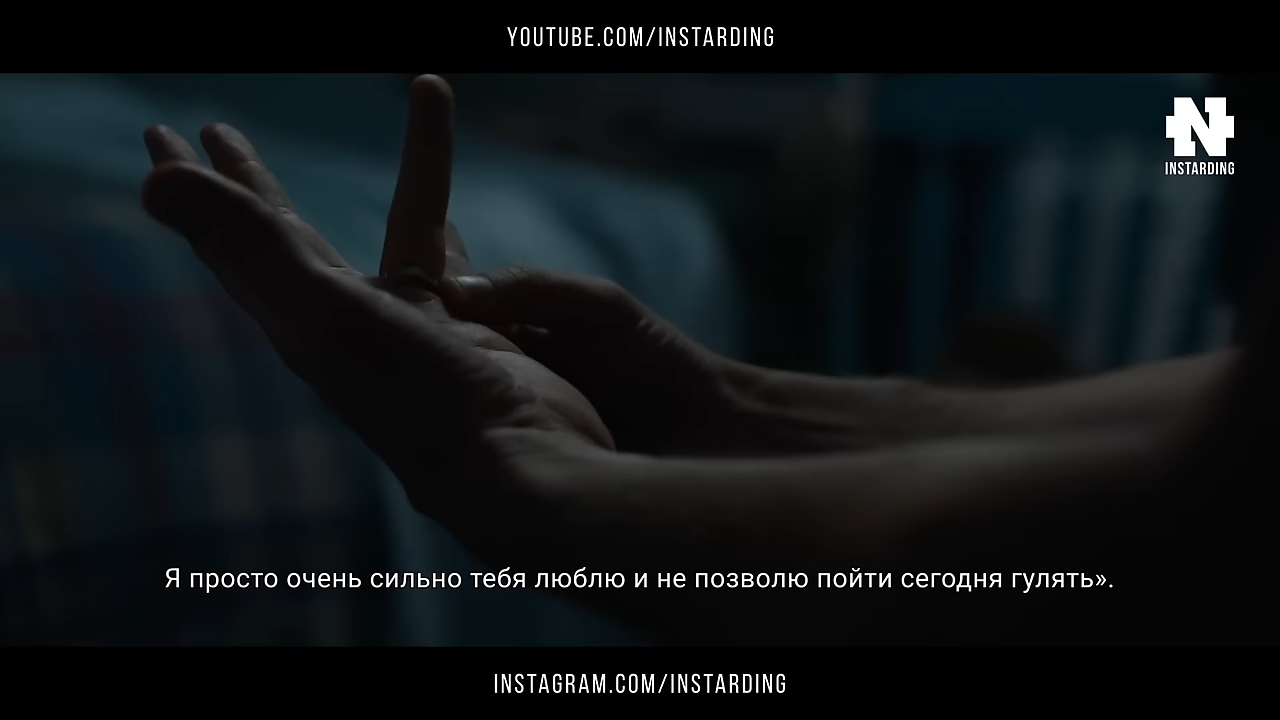 YOUTUBE.COM/INSTARDING
N
INSTARDING
Я просто очень сильно тебя люблю и не позволю пойти сегодня гулять».
INSTAGRAM.COM/INSTARDING